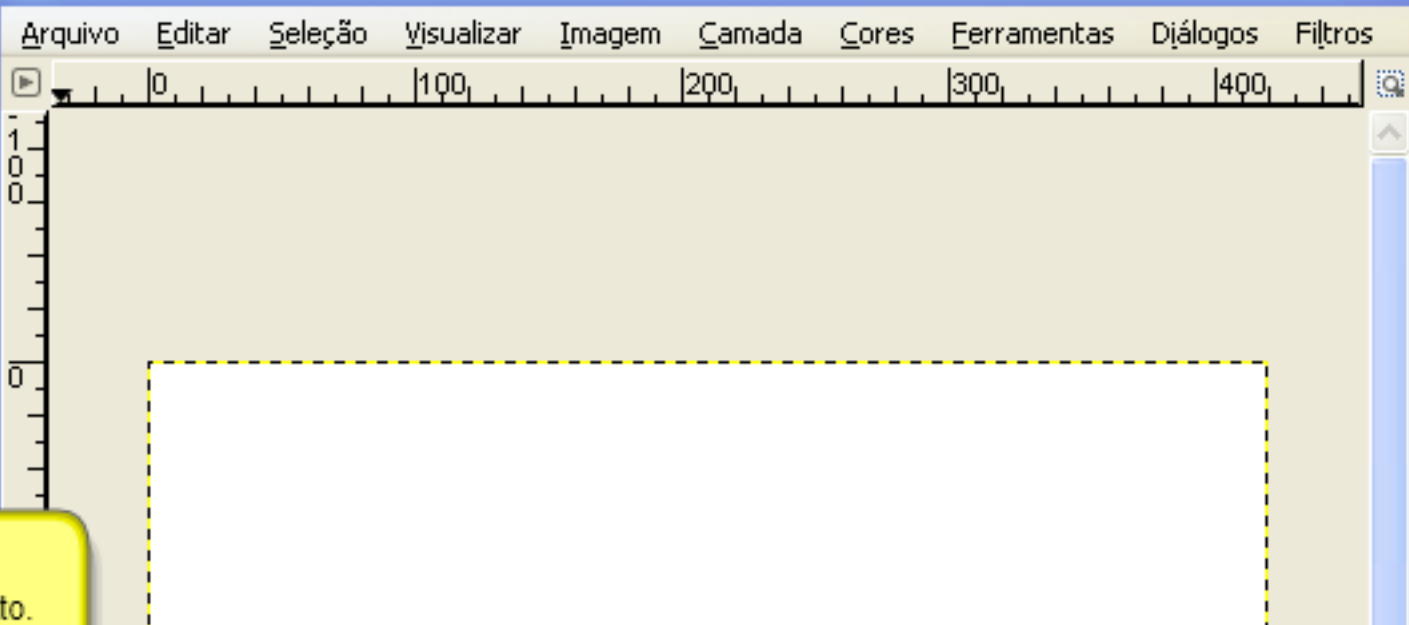 Arquivo Editar Seleção Visualizar Imagem Camada Cores Ferramentas Diálogos Filtros
0 100 200 300 400
100
0
to.